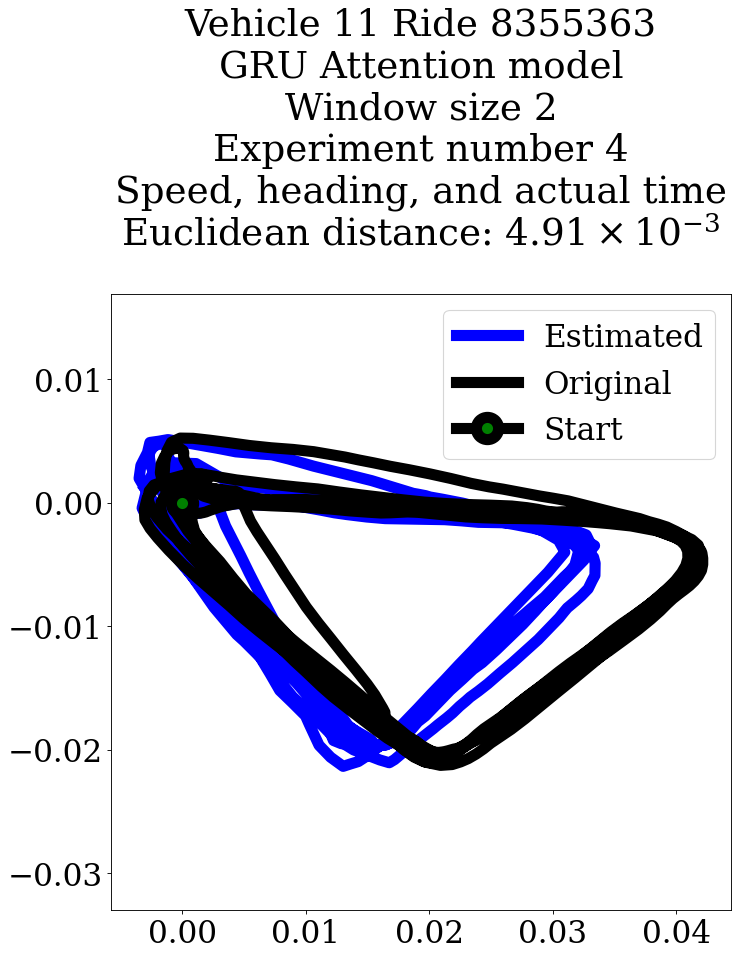 Vehicle 11 Ride 8355363
GRU Attention model
Window size 2
Experiment number 4
Speed, heading, and actual time
Euclidean distance: 4.91 × 10⁻³
Estimated
Original
Start
0.01
0.00
−0.01
−0.02
−0.03
0.00 0.01 0.02 0.03 0.04